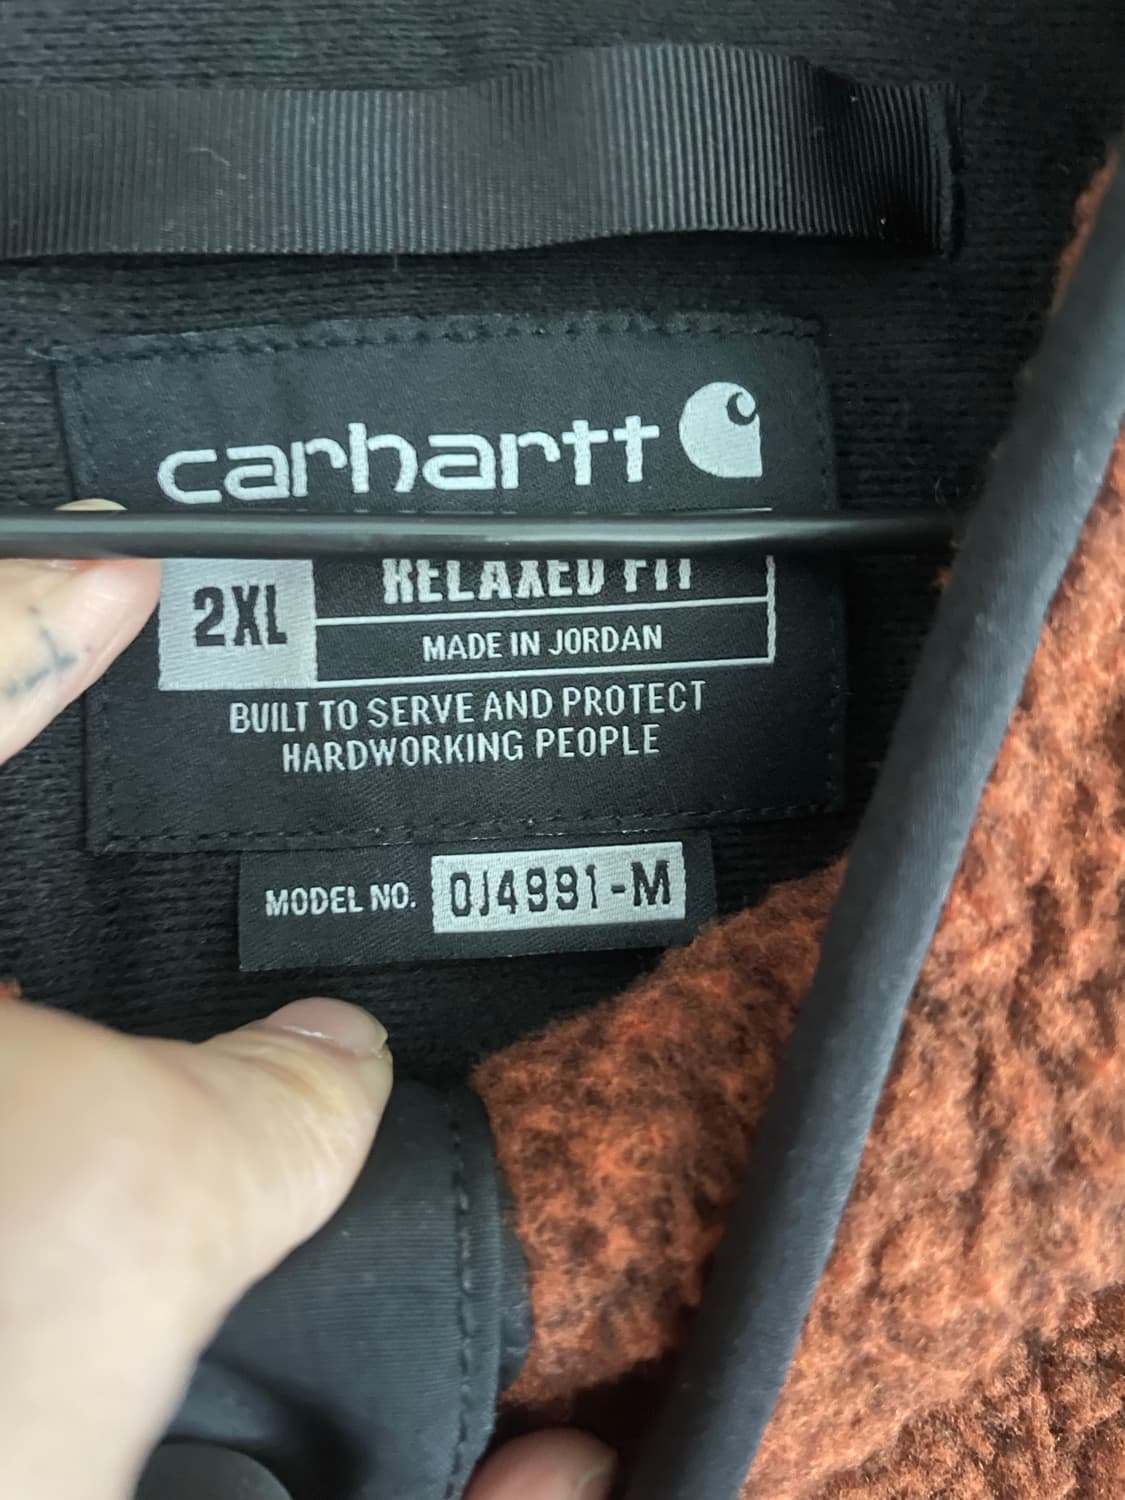 carhartt
2XL
RELAXED FIT
MADE IN JORDAN
BUILT TO SERVE AND PROTECT
HARDWORKING PEOPLE
MODEL NO. OJ4991-M